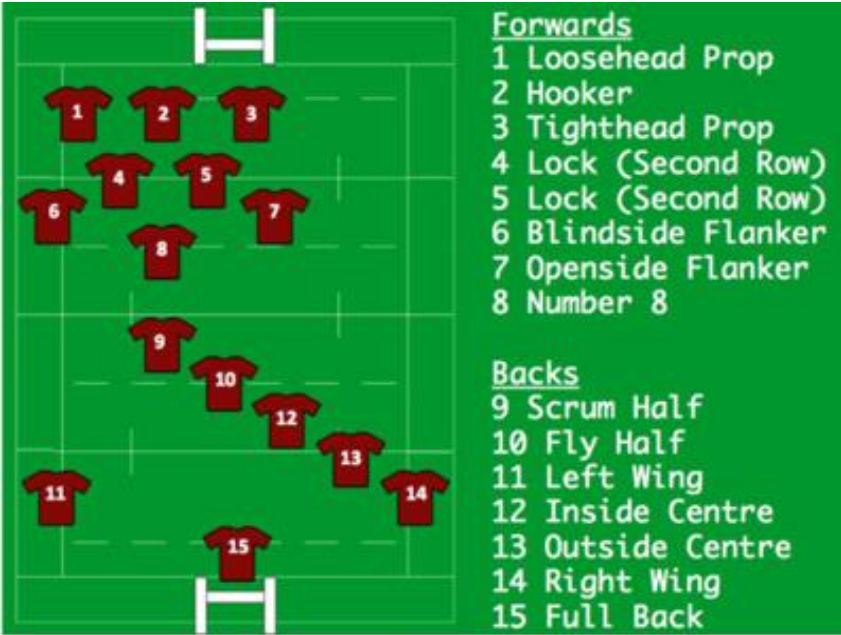 1
2
3
4
5
6
7
8
9
10
12
13
11
14
15
Forwards
1 Loosehead Prop
2 Hooker
3 Tighthead Prop
4 Lock (Second Row)
5 Lock (Second Row)
6 Blindside Flanker
7 Openside Flanker
8 Number 8
Backs
9 Scrum Half
10 Fly Half
11 Left Wing
12 Inside Centre
13 Outside Centre
14 Right Wing
15 Full Back